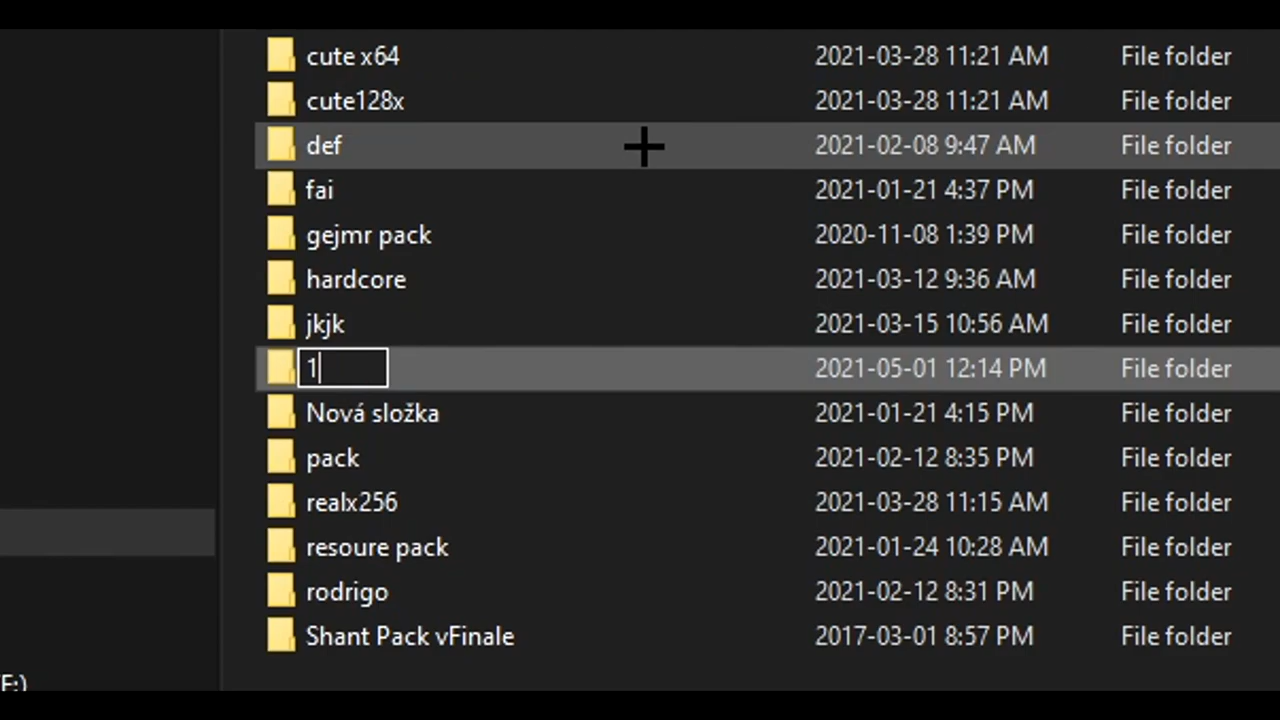 cute x64 2021-03-28 11:21 AM File folder
cute128x 2021-03-28 11:21 AM File folder
def 2021-02-08 9:47 AM File folder
fai 2021-01-21 4:37 PM File folder
gejmr pack 2020-11-08 1:39 PM File folder
hardcore 2021-03-12 9:36 AM File folder
jkjk 2021-03-15 10:56 AM File folder
1 2021-05-01 12:14 PM File folder
Nová složka 2021-01-21 4:15 PM File folder
pack 2021-02-12 8:35 PM File folder
realx256 2021-03-28 11:15 AM File folder
resoure pack 2021-01-24 10:28 AM File folder
rodrigo 2021-02-12 8:31 PM File folder
Shant Pack vFinale 2017-03-01 8:57 PM File folder
F:)